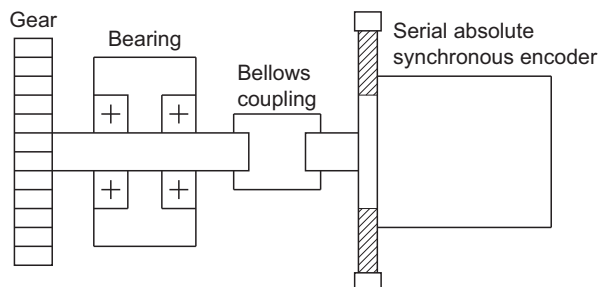 Gear
Bearing
Bellows
coupling
Serial absolute
synchronous encoder